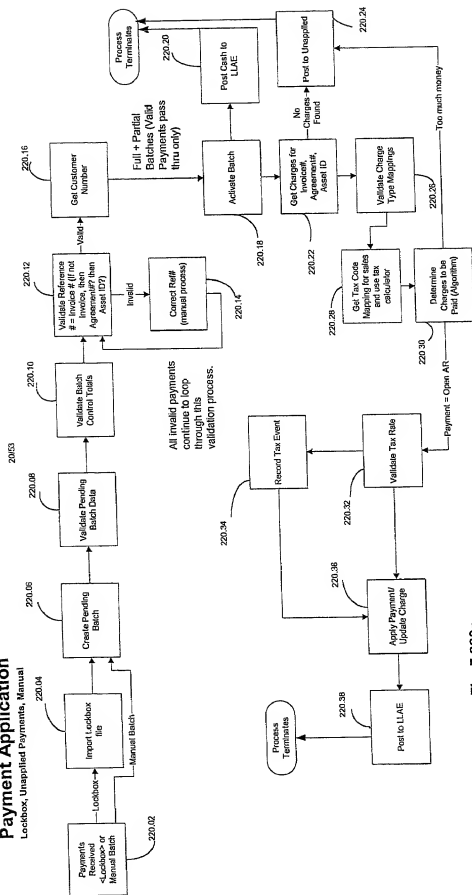 20/53
Payment Application
Lockbox, Unapplied Payments, Manual
Payments
Received
<Lockbox> or
Manual Batch
220.02
Lockbox
Manual Batch
Import Lockbox
file
220.04
Create Pending
Batch
220.06
Validate Pending
Batch Data
220.08
Validate Batch
Control Totals
220.10
Validate Reference
# = Invoice # (if not
Invoice, then
Agreement#? then
Asset ID?)
220.12
Valid
Invalid
Correct Ref#
(manual process)
220.14
All invalid payments
continue to loop
through this
validation process.
Get Customer
Number
220.16
Full + Partial
Batches (Valid
Payments pass
thru only)
Activate Batch
220.18
Post Cash to
LLAE
220.20
Process
Terminates
Get Charges for
Invoice#,
Agreement#,
Asset ID
220.22
No
Charges
Found
Post to Unapplied
220.24
Validate Charge
Type Mappings
220.26
Get Tax Code
Mapping for sales
and use tax
calculator
220.28
Determine
Charges to be
Paid (Algorithm)
220.30
Too much money
Payment = Open AR
Validate Tax Rate
220.32
Record Tax Event
220.34
Apply Payment/
Update Charge
220.36
Post to LLAE
220.38
Process
Terminates